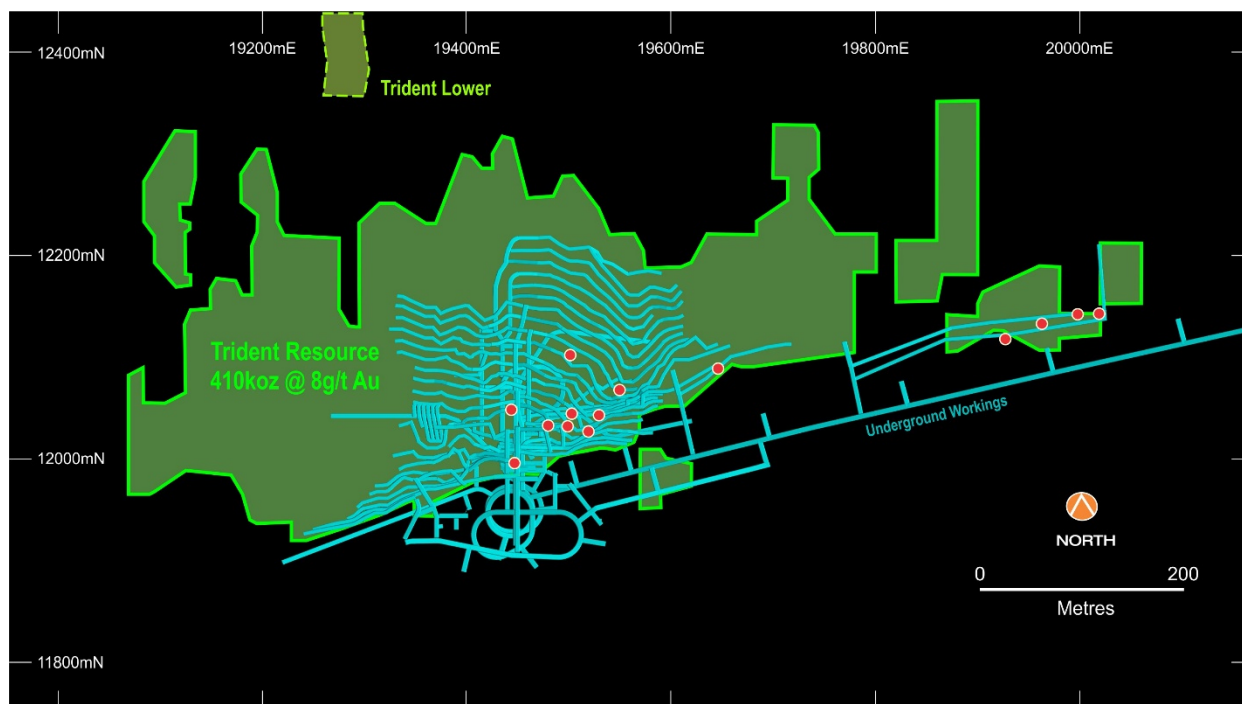 19200mE
19400mE
19600mE
19800mE
20000mE
12400mN
Trident Lower
12200mN
Trident Resource
410koz @ 8g/t Au
Underground Workings
12000mN
NORTH
0
200
Metres
11800mN